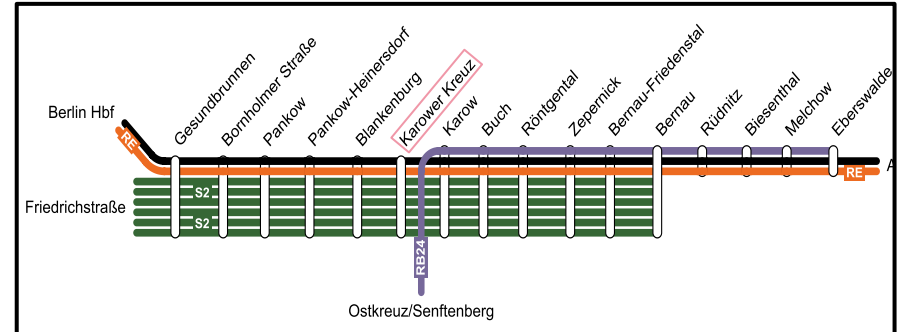 Berlin Hbf
Gesundbrunnen
Bornholmer Straße
Pankow
Pankow-Heinersdorf
Blankenburg
Karower Kreuz
Karow
Buch
Röntgental
Zepernick
Bernau-Friedenstal
Bernau
Rüdnitz
Biesenthal
Melchow
Eberswalde
RE
A
RE
S2
Friedrichstraße
S2
RB24
Ostkreuz/Senftenberg